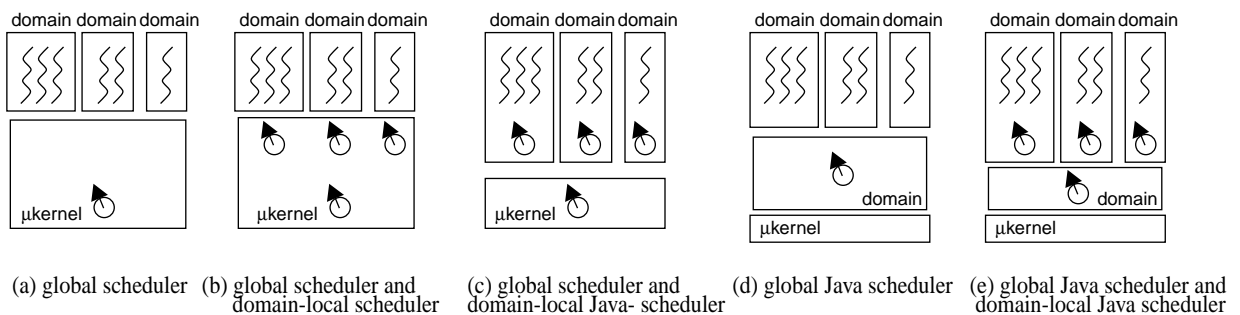 domain domain domain
μkernel
(a) global scheduler
domain domain domain
μkernel
(b) global scheduler and
domain-local scheduler
domain domain domain
μkernel
(c) global scheduler and
domain-local Java- scheduler
domain domain domain
domain
μkernel
(d) global Java scheduler
domain domain domain
domain
μkernel
(e) global Java scheduler and
domain-local Java scheduler